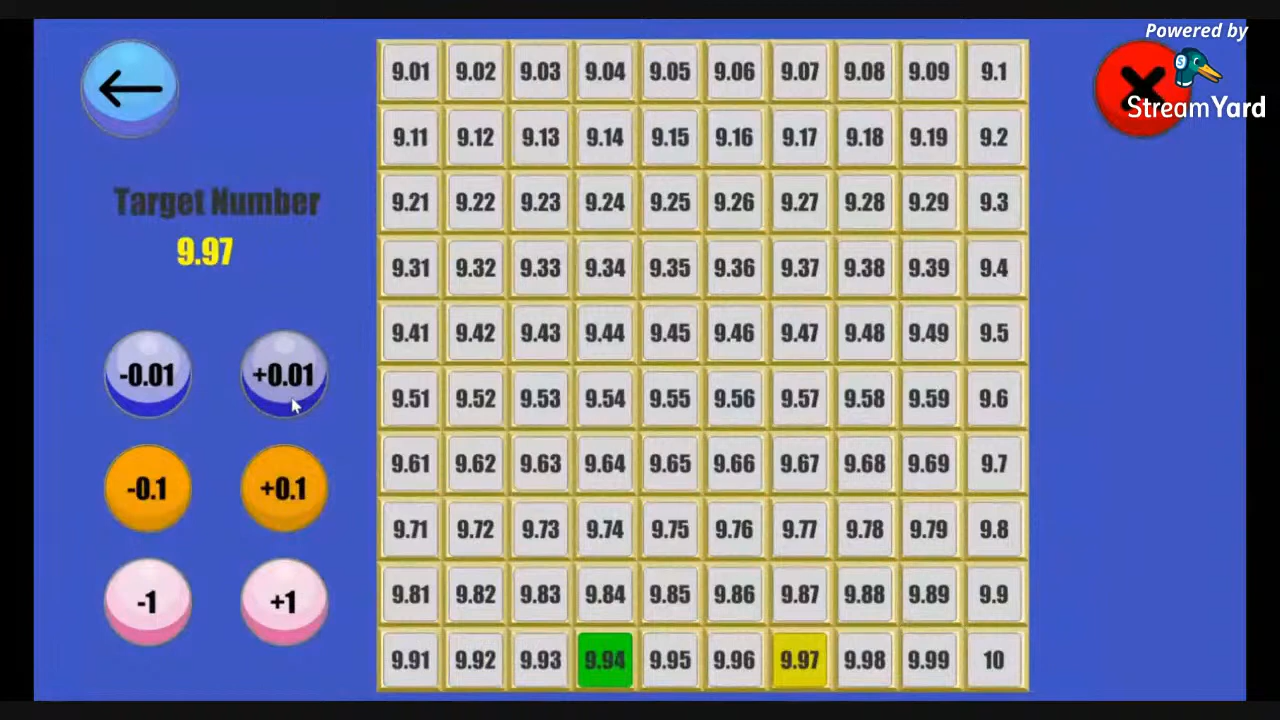 Powered by
StreamYard
Target Number
9.97
-0.01 +0.01
-0.1 +0.1
-1 +1
9.01 9.02 9.03 9.04 9.05 9.06 9.07 9.08 9.09 9.1
9.11 9.12 9.13 9.14 9.15 9.16 9.17 9.18 9.19 9.2
9.21 9.22 9.23 9.24 9.25 9.26 9.27 9.28 9.29 9.3
9.31 9.32 9.33 9.34 9.35 9.36 9.37 9.38 9.39 9.4
9.41 9.42 9.43 9.44 9.45 9.46 9.47 9.48 9.49 9.5
9.51 9.52 9.53 9.54 9.55 9.56 9.57 9.58 9.59 9.6
9.61 9.62 9.63 9.64 9.65 9.66 9.67 9.68 9.69 9.7
9.71 9.72 9.73 9.74 9.75 9.76 9.77 9.78 9.79 9.8
9.81 9.82 9.83 9.84 9.85 9.86 9.87 9.88 9.89 9.9
9.91 9.92 9.93 9.94 9.95 9.96 9.97 9.98 9.99 10